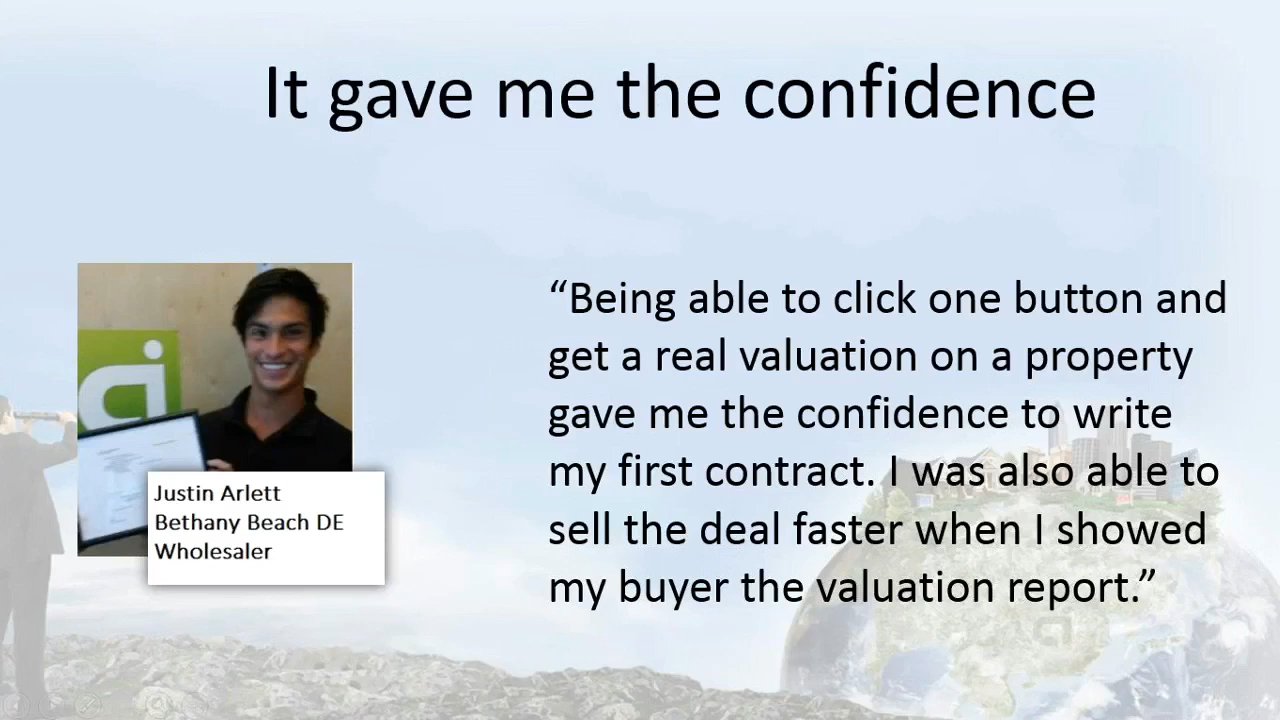 It gave me the confidence
“Being able to click one button and
get a real valuation on a property
gave me the confidence to write
my first contract. I was also able to
sell the deal faster when I showed
my buyer the valuation report.”
Justin Arlett
Bethany Beach DE
Wholesaler